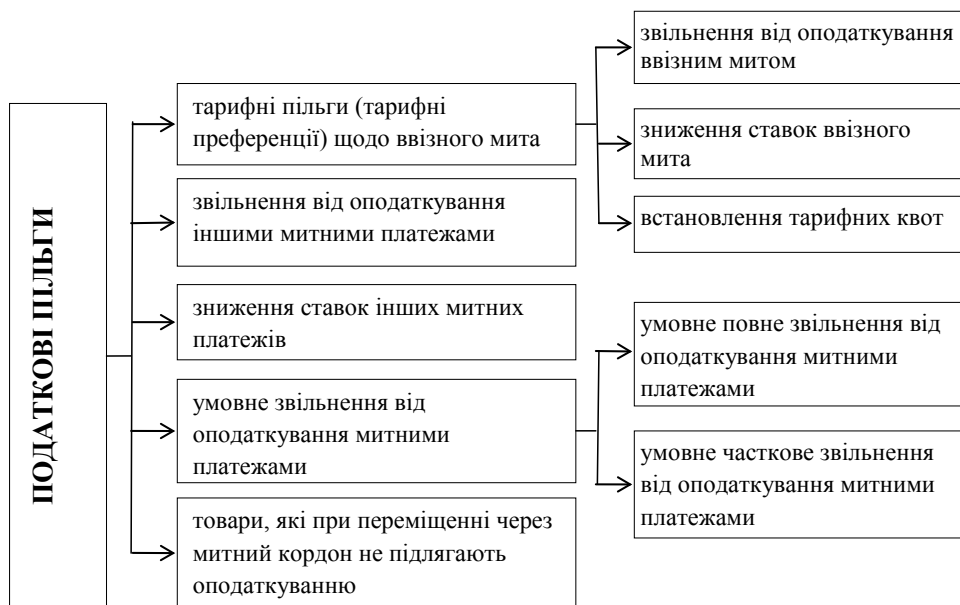 ПОДАТКОВІ ПІЛЬГИ
тарифні пільги (тарифні
преференції) щодо ввізного мита
звільнення від оподаткування
іншими митними платежами
зниження ставок інших митних
платежів
умовне звільнення від
оподаткування митними
платежами
товари, які при переміщенні через
митний кордон не підлягають
оподаткуванню
звільнення від оподаткування
ввізним митом
зниження ставок ввізного
мита
встановлення тарифних квот
умовне повне звільнення від
оподаткування митними
платежами
умовне часткове звільнення
від оподаткування митними
платежами